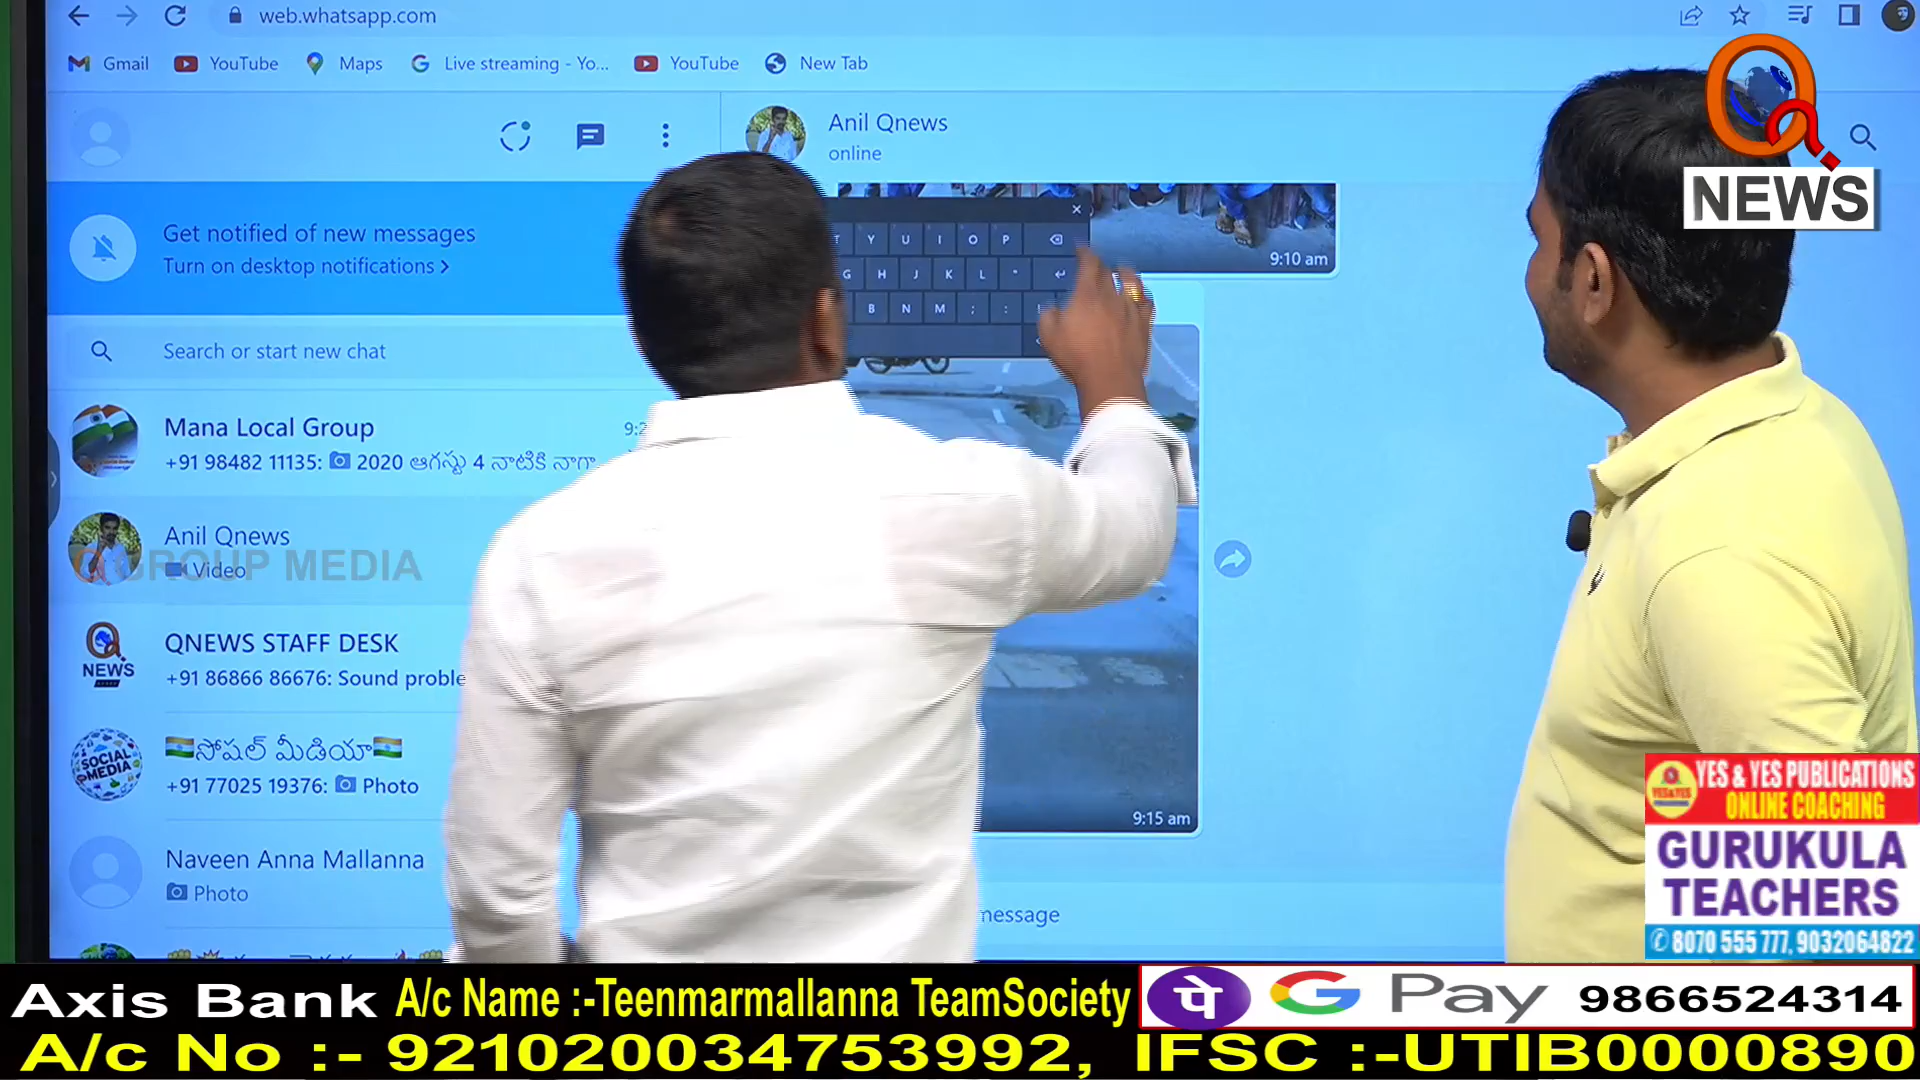 web.whatsapp.com
Gmail YouTube Maps Live streaming - Yo... YouTube New Tab
Anil Qnews
online
NEWS
Get notified of new messages
Turn on desktop notifications >
Search or start new chat
T Y U I O P
G H J K L "
B N M ; : !
9:10 am
Mana Local Group
+91 98482 11135: 2020 ఆగస్టు 4 నాటికి నాగా
Anil Qnews
Video
GROUP MEDIA
QNEWS STAFF DESK
+91 86866 86676: Sound proble
NEWS
సోషల్ మీడియా
+91 77025 19376: Photo
SOCIAL MEDIA
9:15 am
Naveen Anna Mallanna
Photo
message
YES & YES PUBLICATIONS
ONLINE COACHING
GURUKULA
TEACHERS
8070 555 777, 9032064822
Axis Bank A/c Name :-Teenmarmallanna TeamSociety पे G Pay 9866524314
A/c No :- 921020034753992, IFSC :-UTIB0000890